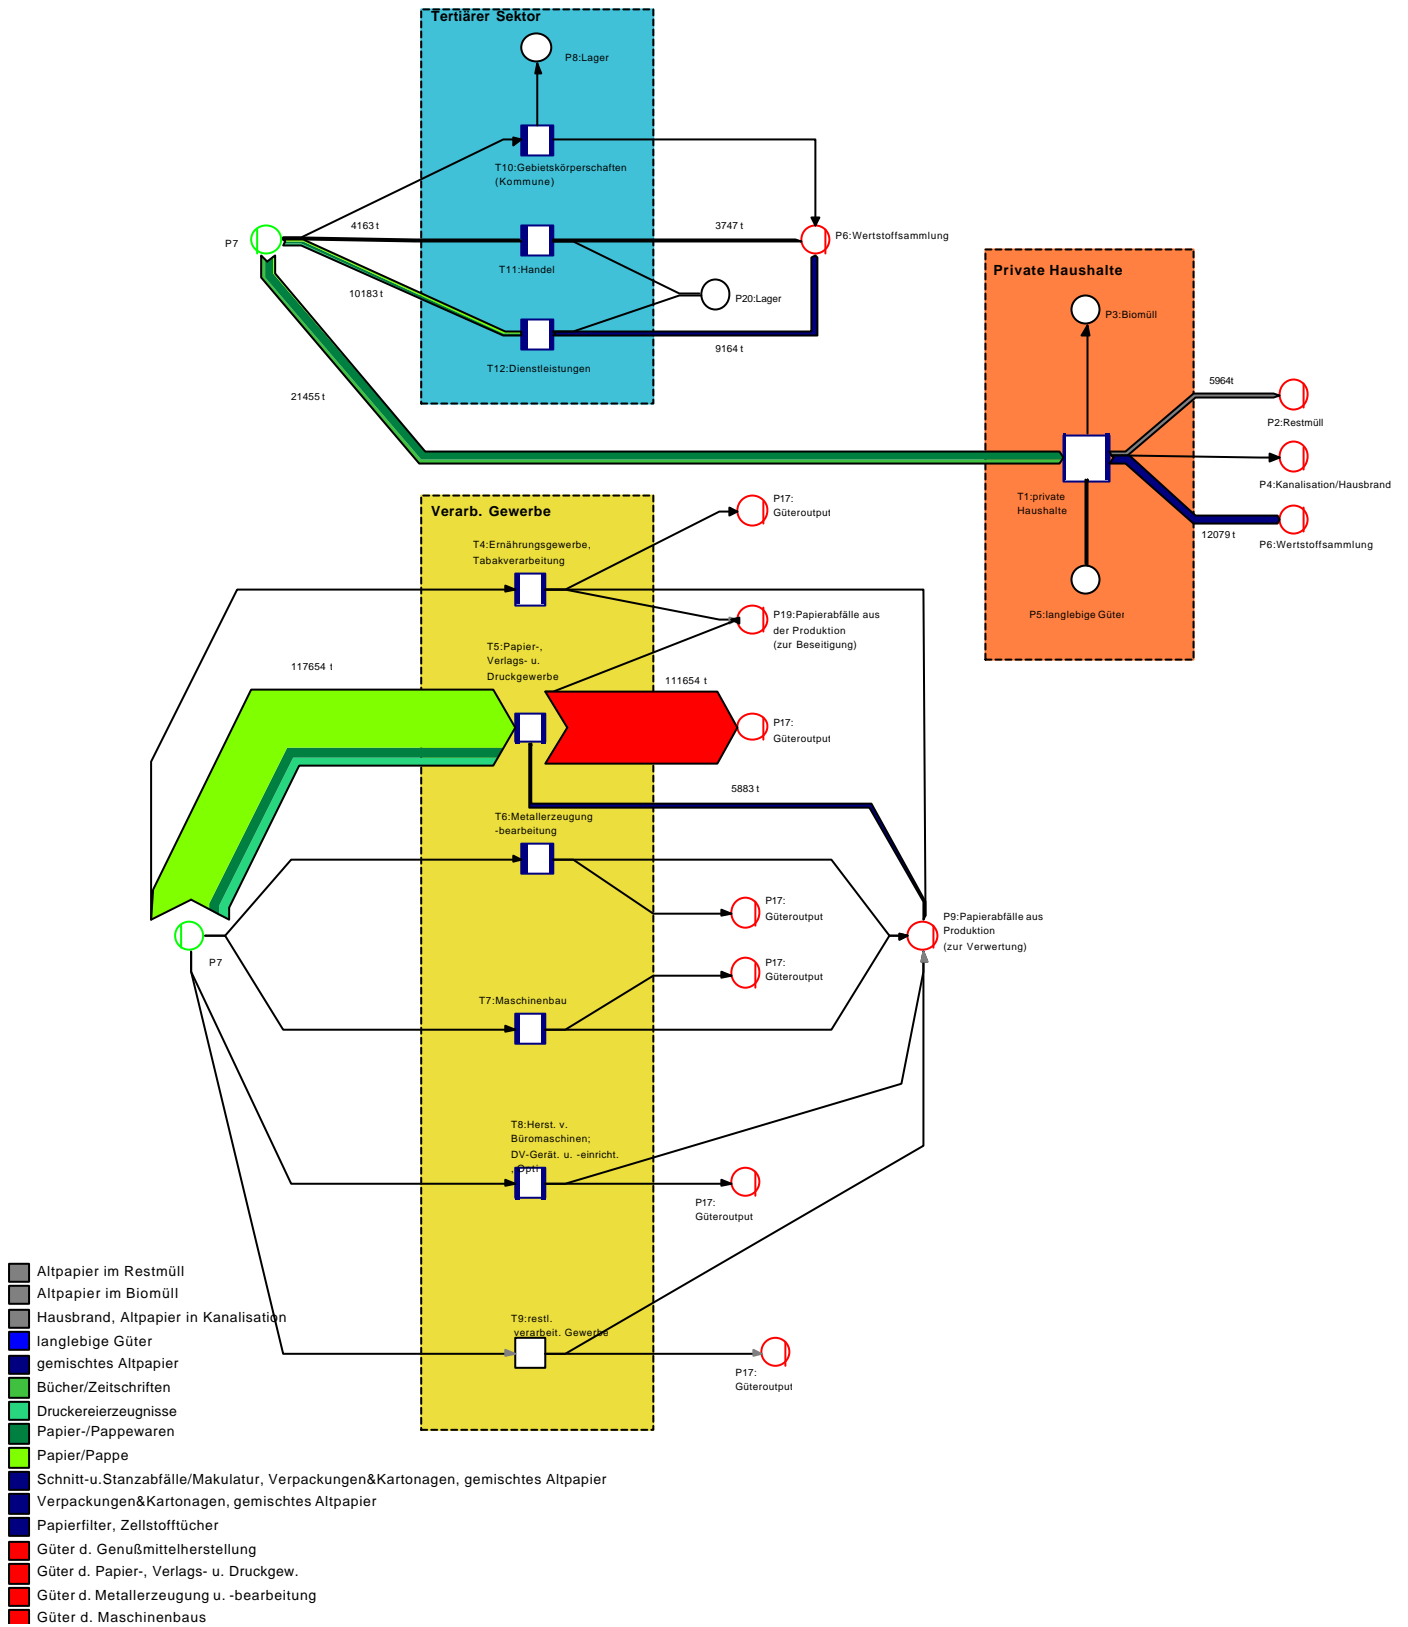 Tertiärer Sektor
P8:Lager
T10:Gebietskörperschaften
(Kommune)
4163 t
3747 t
P7
P6:Wertstoffsammlung
T11:Handel
10183 t
P20:Lager
T12:Dienstleistungen
9164 t
21455 t
Private Haushalte
P3:Biomüll
5964t
P2:Restmüll
P4:Kanalisation/Hausbrand
T1:private
Haushalte
12079 t
P6:Wertstoffsammlung
P5:langlebige Güter
Verarb. Gewerbe
P17:
Güteroutput
T4:Ernährungsgewerbe,
Tabakverarbeitung
P19:Papierabfälle aus
der Produktion
(zur Beseitigung)
T5:Papier-,
Verlags- u.
Druckgewerbe
117654 t
111654 t
P17:
Güteroutput
5883 t
T6:Metallerzeugung
-bearbeitung
P17:
Güteroutput
P9:Papierabfälle aus
Produktion
(zur Verwertung)
P7
P17:
Güteroutput
T7:Maschinenbau
T8:Herst. v.
Büromaschinen;
DV-Gerät. u. -einricht.
, Opti
P17:
Güteroutput
T9:restl.
verarbeit. Gewerbe
P17:
Güteroutput
Altpapier im Restmüll
Altpapier im Biomüll
Hausbrand, Altpapier in Kanalisation
langlebige Güter
gemischtes Altpapier
Bücher/Zeitschriften
Druckereierzeugnisse
Papier-/Pappewaren
Papier/Pappe
Schnitt-u.Stanzabfälle/Makulatur, Verpackungen&Kartonagen, gemischtes Altpapier
Verpackungen&Kartonagen, gemischtes Altpapier
Papierfilter, Zellstofftücher
Güter d. Genußmittelherstellung
Güter d. Papier-, Verlags- u. Druckgew.
Güter d. Metallerzeugung u. -bearbeitung
Güter d. Maschinenbaus